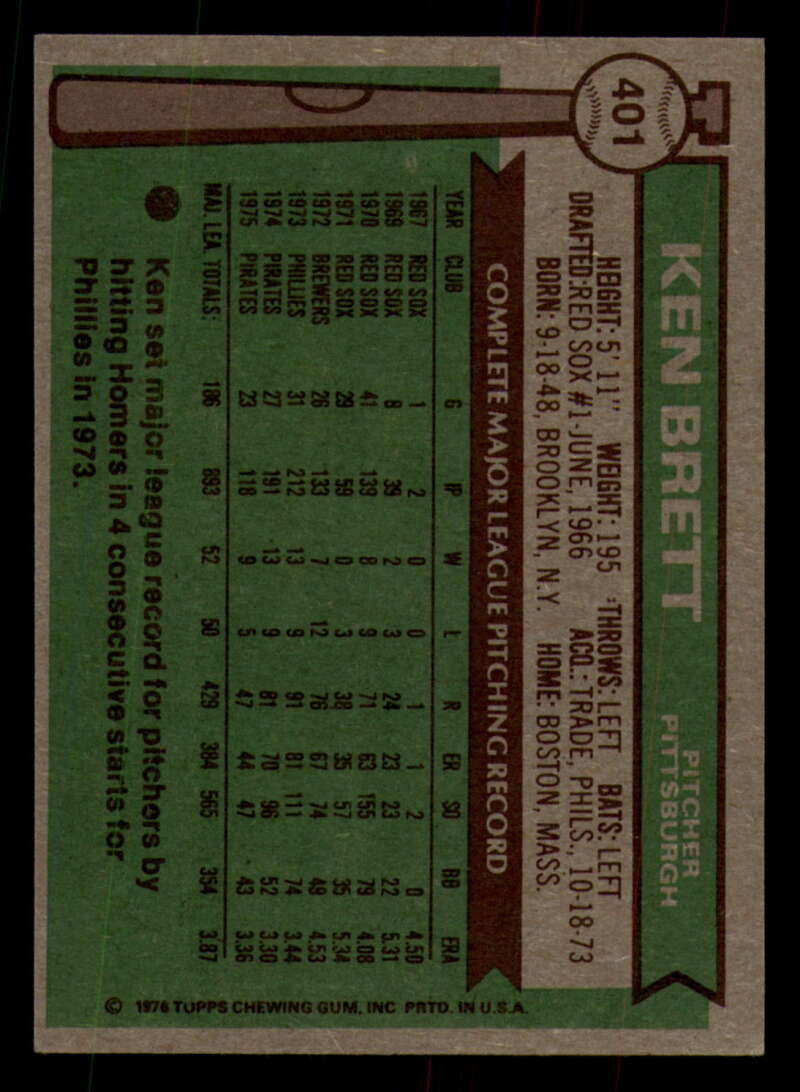 401
KEN BRETT
PITCHER
PITTSBURGH
HEIGHT: 5' 11" WEIGHT: 195 THROWS: LEFT BATS: LEFT
DRAFTED: RED SOX #1-JUNE, 1966 ACQ.: TRADE, PHILS., 10-18-73
BORN: 9-18-48, BROOKLYN, N.Y. HOME: BOSTON, MASS.
COMPLETE MAJOR LEAGUE PITCHING RECORD
YEAR CLUB G IP W L R ER SO BB ERA
1967 RED SOX 1 2 0 0 1 1 2 0 4.50
1969 RED SOX 8 39 2 3 24 23 23 22 5.31
1970 RED SOX 41 139 8 9 71 63 155 79 4.08
1971 RED SOX 29 59 0 3 38 35 57 35 5.34
1972 BREWERS 26 133 7 12 76 67 74 49 4.53
1973 PHILLIES 31 212 13 9 91 81 111 74 3.44
1974 PIRATES 27 191 13 9 81 70 96 52 3.30
1975 PIRATES 23 118 9 5 47 44 47 43 3.36
MAJ. LEA. TOTALS: 186 893 52 50 429 384 565 354 3.87
Ken set major league record for pitchers by
hitting Homers in 4 consecutive starts for
Phillies in 1973.
© 1976 TOPPS CHEWING GUM, INC PRTD. IN U.S.A.